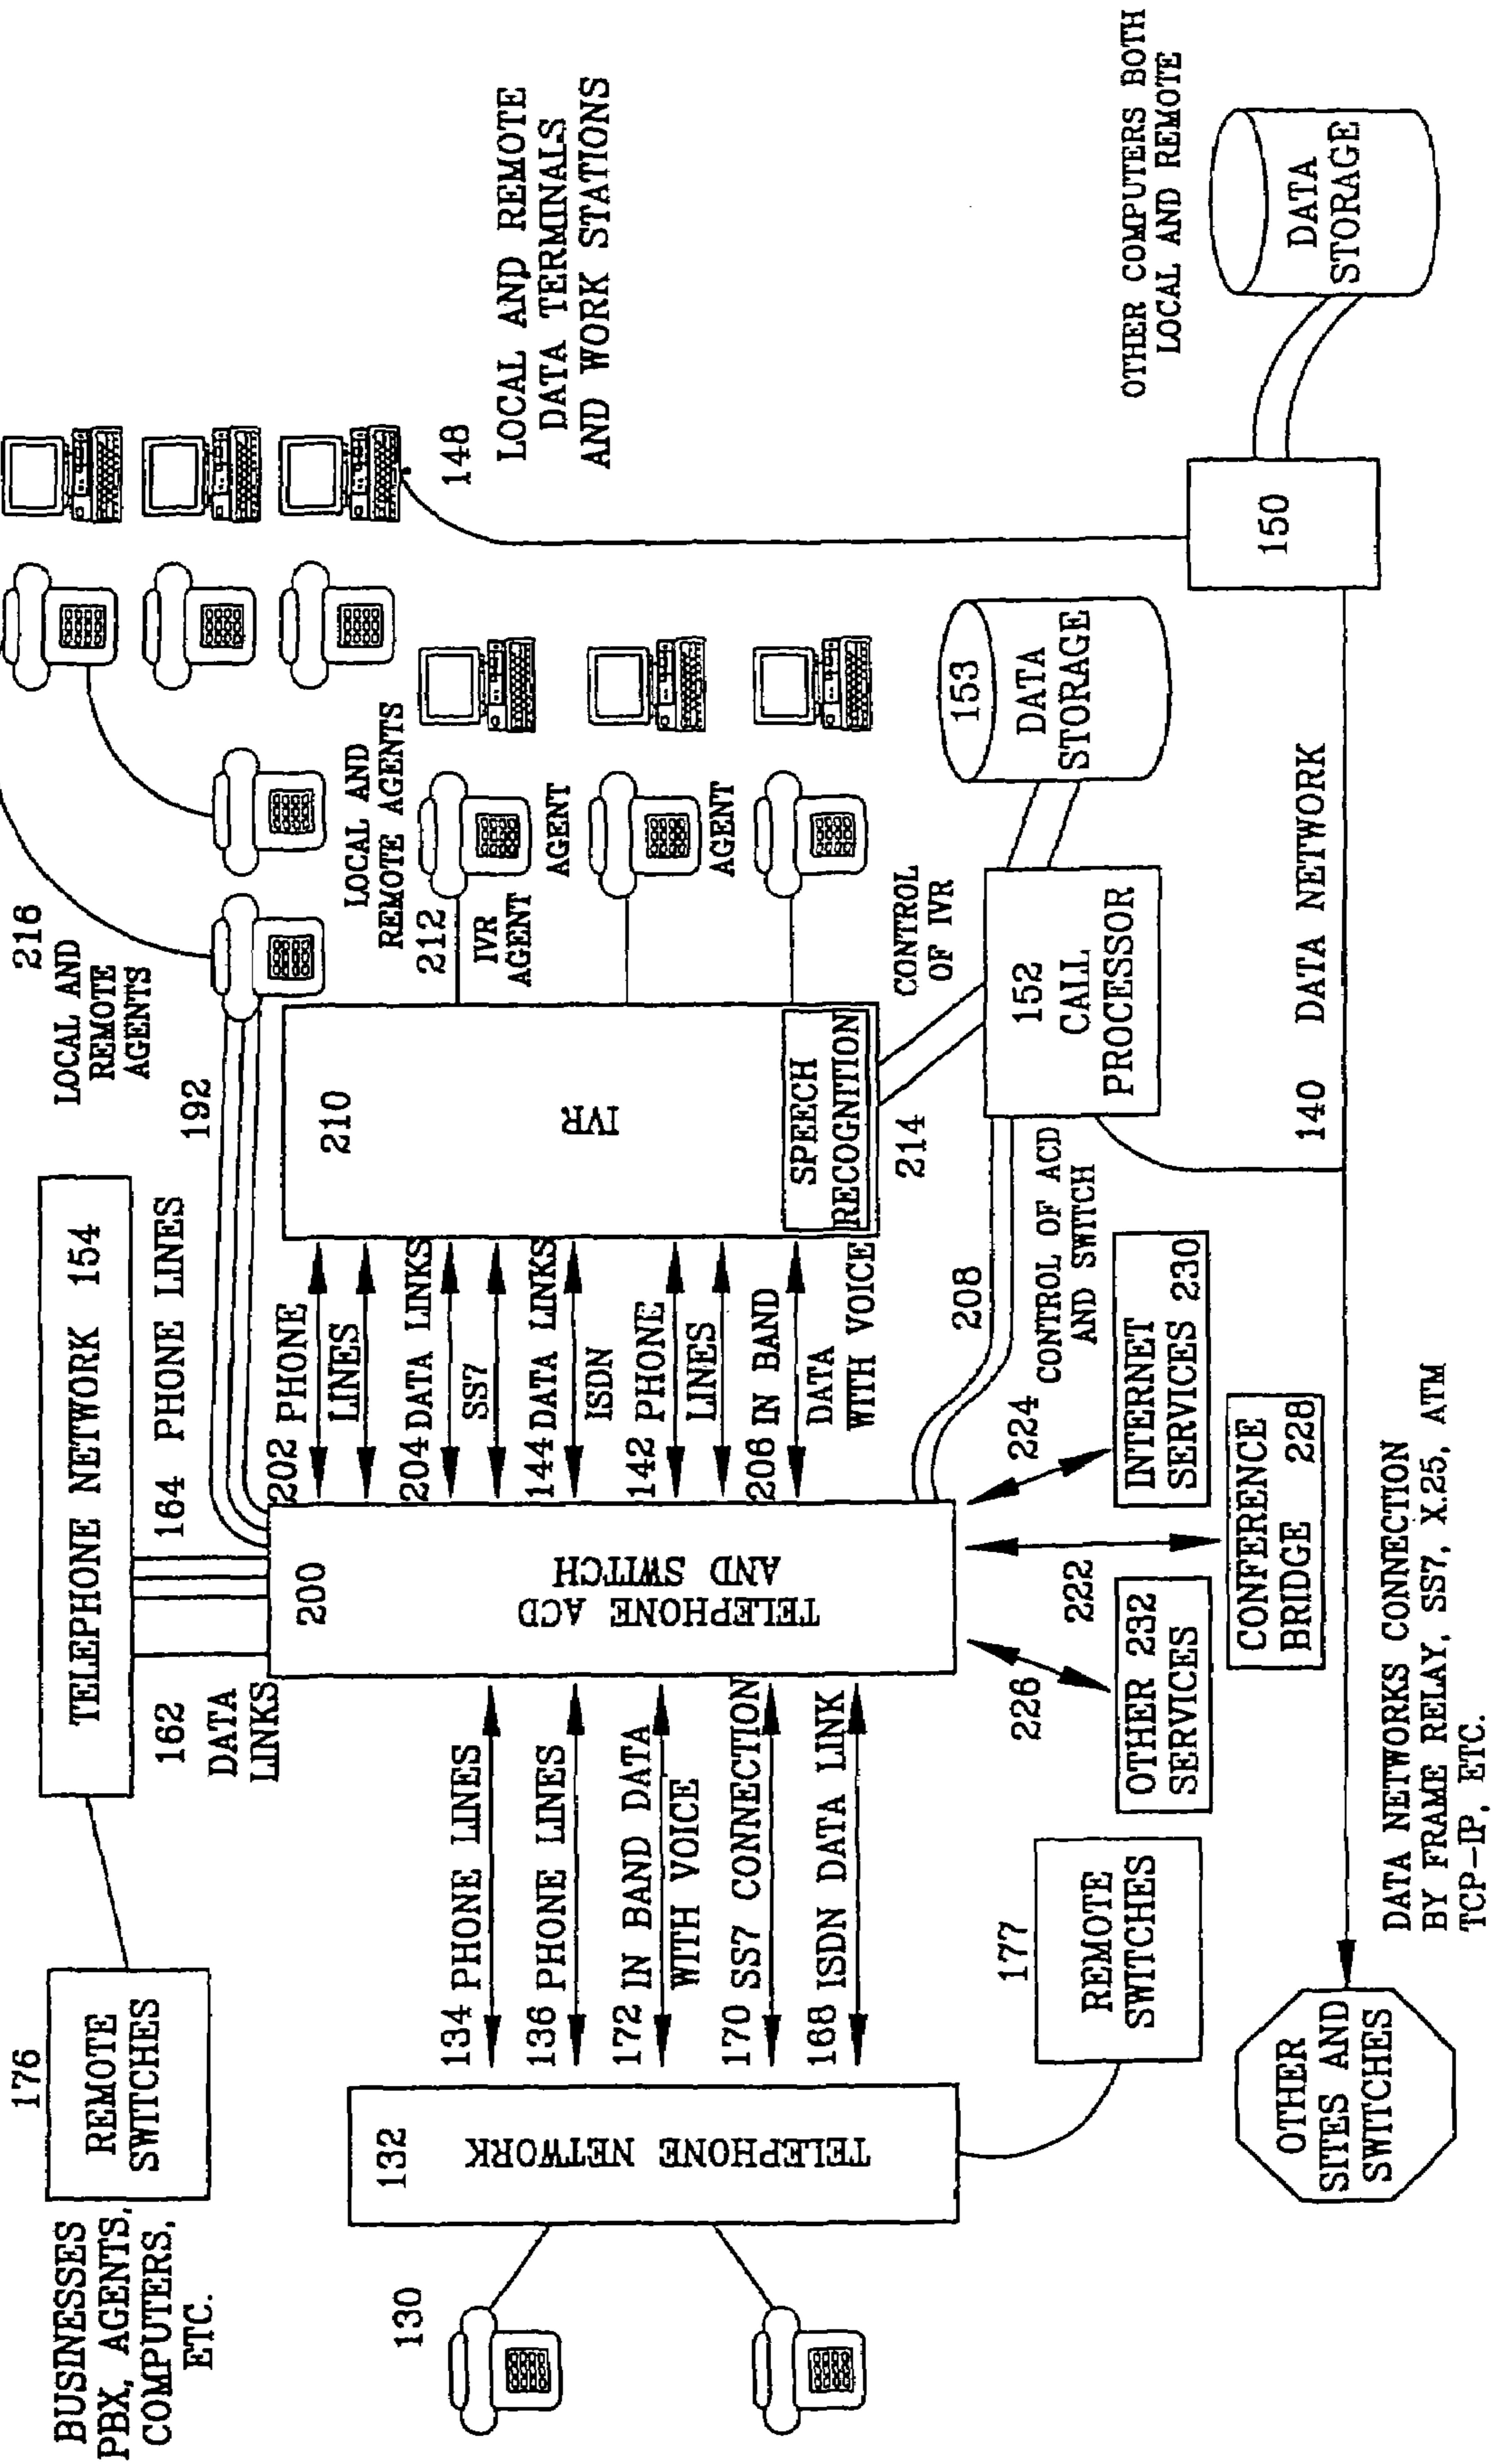 BUSINESSES
PBX, AGENTS,
COMPUTERS,
ETC.
176
REMOTE
SWITCHES
TELEPHONE NETWORK 154
162
DATA
LINKS
164 PHONE LINES
192
216
LOCAL AND
REMOTE
AGENTS
130
132
TELEPHONE NETWORK
134 PHONE LINES
136 PHONE LINES
172 IN BAND DATA
WITH VOICE
170 SS7 CONNECTION
168 ISDN DATA LINK
177
REMOTE
SWITCHES
200
TELEPHONE ACD
AND SWITCH
202 PHONE
LINES
204 DATA LINKS
SS7
144 DATA LINKS
ISDN
142 PHONE
LINES
206 IN BAND
DATA
WITH VOICE
210
IVR
SPEECH
RECOGNITION
214
LOCAL AND
REMOTE AGENTS
212
IVR
AGENT
AGENT
AGENT
CONTROL
OF IVR
148
LOCAL AND REMOTE
DATA TERMINALS
AND WORK STATIONS
208
CONTROL OF ACD
AND SWITCH
152
CALL
PROCESSOR
153
DATA
STORAGE
226
OTHER 232
SERVICES
222
CONFERENCE
BRIDGE 228
224
INTERNET
SERVICES 230
140 DATA NETWORK
150
OTHER COMPUTERS BOTH
LOCAL AND REMOTE
DATA
STORAGE
OTHER
SITES AND
SWITCHES
DATA NETWORKS CONNECTION
BY FRAME RELAY, SS7, X.25, ATM
TCP-IP, ETC.